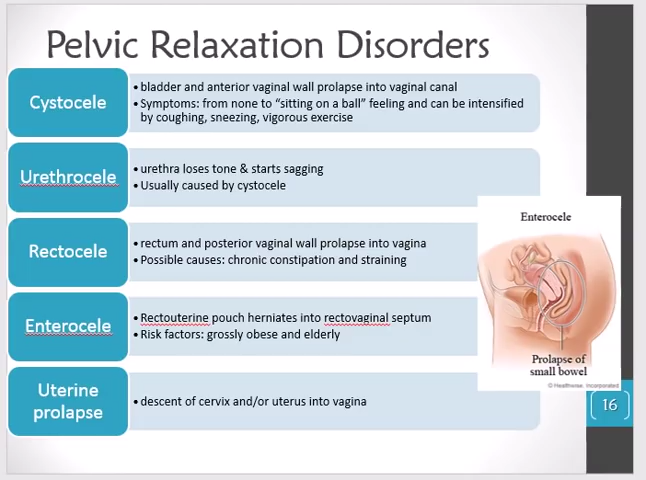 Pelvic Relaxation Disorders
Cystocele
• bladder and anterior vaginal wall prolapse into vaginal canal
• Symptoms: from none to “sitting on a ball” feeling and can be intensified
by coughing, sneezing, vigorous exercise
Urethrocele
• urethra loses tone & starts sagging
• Usually caused by cystocele
Rectocele
• rectum and posterior vaginal wall prolapse into vagina
• Possible causes: chronic constipation and straining
Enterocele
• Rectouterine pouch herniates into rectovaginal septum
• Risk factors: grossly obese and elderly
Uterine
prolapse
• descent of cervix and/or uterus into vagina
Enterocele
Prolapse of
small bowel
© Healthwise, Incorporated
16